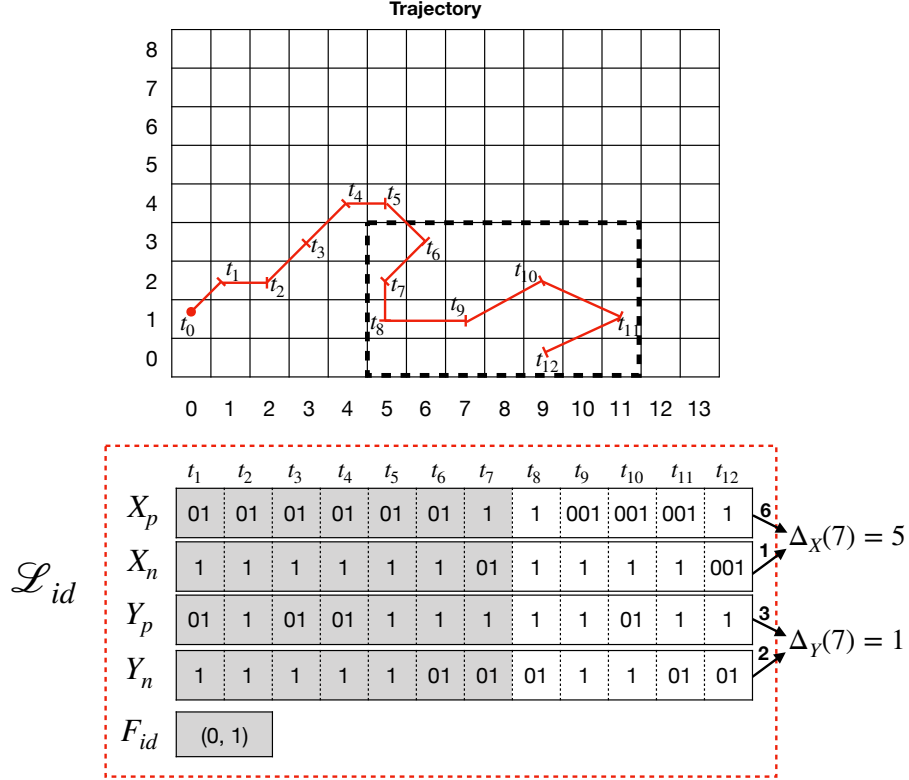 Trajectory
8
7
6
5
4
3
2
1
0
t₀
t₁
t₂
t₃
t₄
t₅
t₆
t₇
t₈
t₉
t₁₀
t₁₁
t₁₂
0 1 2 3 4 5 6 7 8 9 10 11 12 13
t₁ t₂ t₃ t₄ t₅ t₆ t₇ t₈ t₉ t₁₀ t₁₁ t₁₂
Xₚ 01 01 01 01 01 01 1 1 001 001 001 1 6
Xₙ 1 1 1 1 1 1 01 1 1 1 1 001 1
Δ_X(7) = 5
ℒ_id
Yₚ 01 1 01 01 1 1 1 1 1 01 1 1 3
Yₙ 1 1 1 1 1 01 01 01 1 1 01 01 2
Δ_Y(7) = 1
F_id (0, 1)